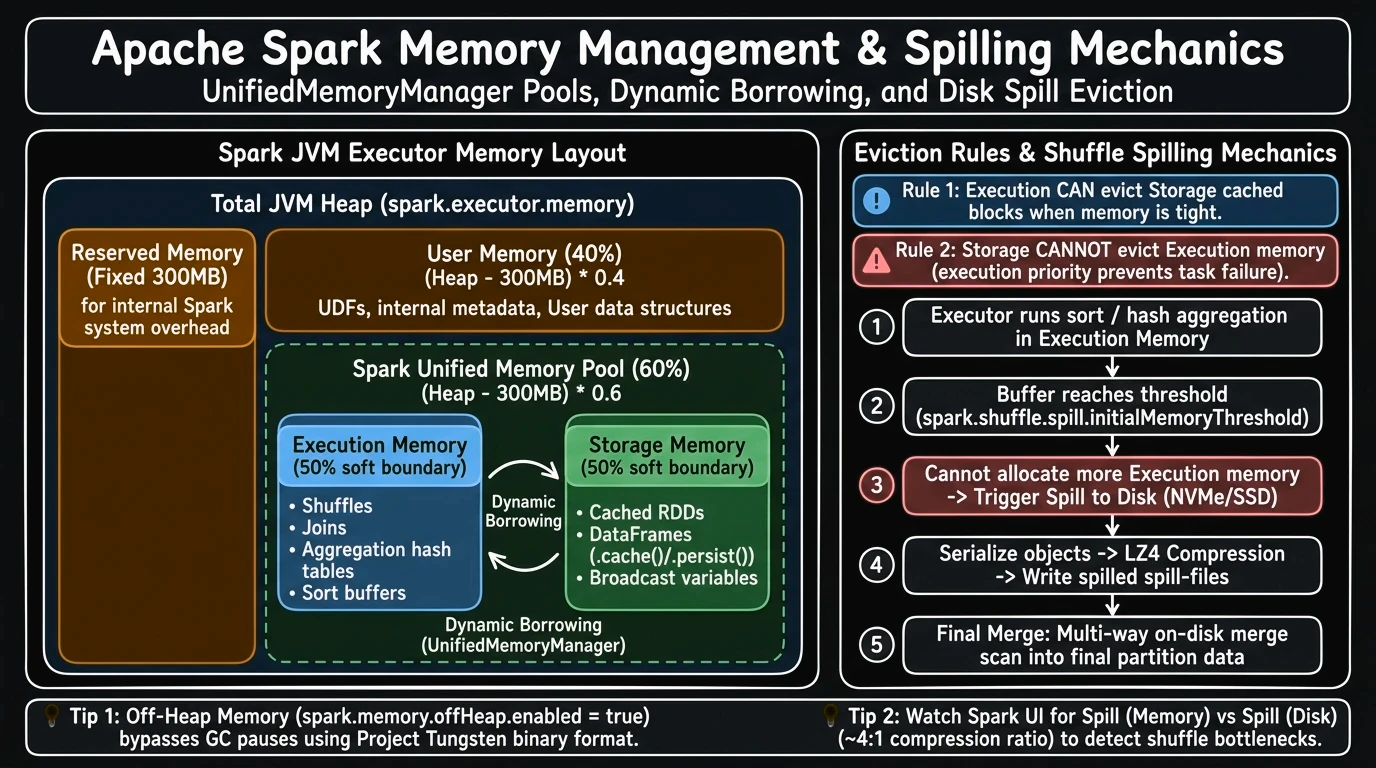 Apache Spark Memory Management & Spilling Mechanics
UnifiedMemoryManager Pools, Dynamic Borrowing, and Disk Spill Eviction
Spark JVM Executor Memory Layout
Total JVM Heap (spark.executor.memory)
Reserved Memory
(Fixed 300MB)
for internal Spark
system overhead
User Memory (40%)
(Heap - 300MB) * 0.4
UDFs, internal metadata, User data structures
Spark Unified Memory Pool (60%)
(Heap - 300MB) * 0.6
Execution Memory
(50% soft boundary)
• Shuffles
• Joins
• Aggregation hash
tables
• Sort buffers
Dynamic
Borrowing
Storage Memory
(50% soft boundary)
• Cached RDDs
• DataFrames
(.cache()/.persist())
• Broadcast variables
Dynamic Borrowing
(UnifiedMemoryManager)
Eviction Rules & Shuffle Spilling Mechanics
! Rule 1: Execution CAN evict Storage cached
blocks when memory is tight.
! Rule 2: Storage CANNOT evict Execution memory
(execution priority prevents task failure).
1 Executor runs sort / hash aggregation
in Execution Memory
2 Buffer reaches threshold
(spark.shuffle.spill.initialMemoryThreshold)
3 Cannot allocate more Execution memory
-> Trigger Spill to Disk (NVMe/SSD)
4 Serialize objects -> LZ4 Compression
-> Write spilled spill-files
5 Final Merge: Multi-way on-disk merge
scan into final partition data
Tip 1: Off-Heap Memory (spark.memory.offHeap.enabled = true)
bypasses GC pauses using Project Tungsten binary format.
Tip 2: Watch Spark UI for Spill (Memory) vs Spill (Disk)
(~4:1 compression ratio) to detect shuffle bottlenecks.